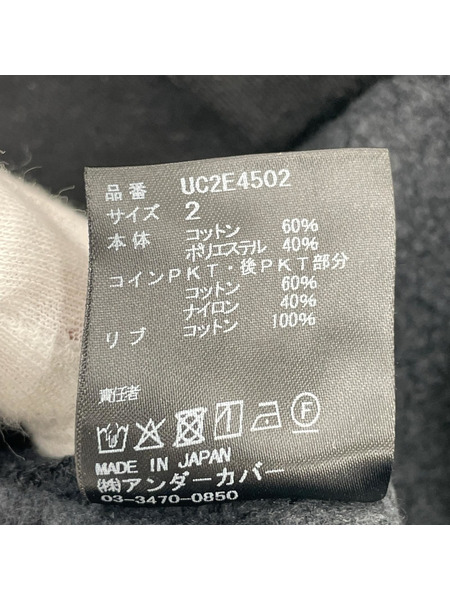 品番 UC2E4502
サイズ 2
本体 コットン 60%
ポリエステル 40%
コインPKT・後PKT部分
コットン 60%
ナイロン 40%
リブ コットン 100%
責任者
F
MADE IN JAPAN
㈱アンダーカバー
03-3470-0850